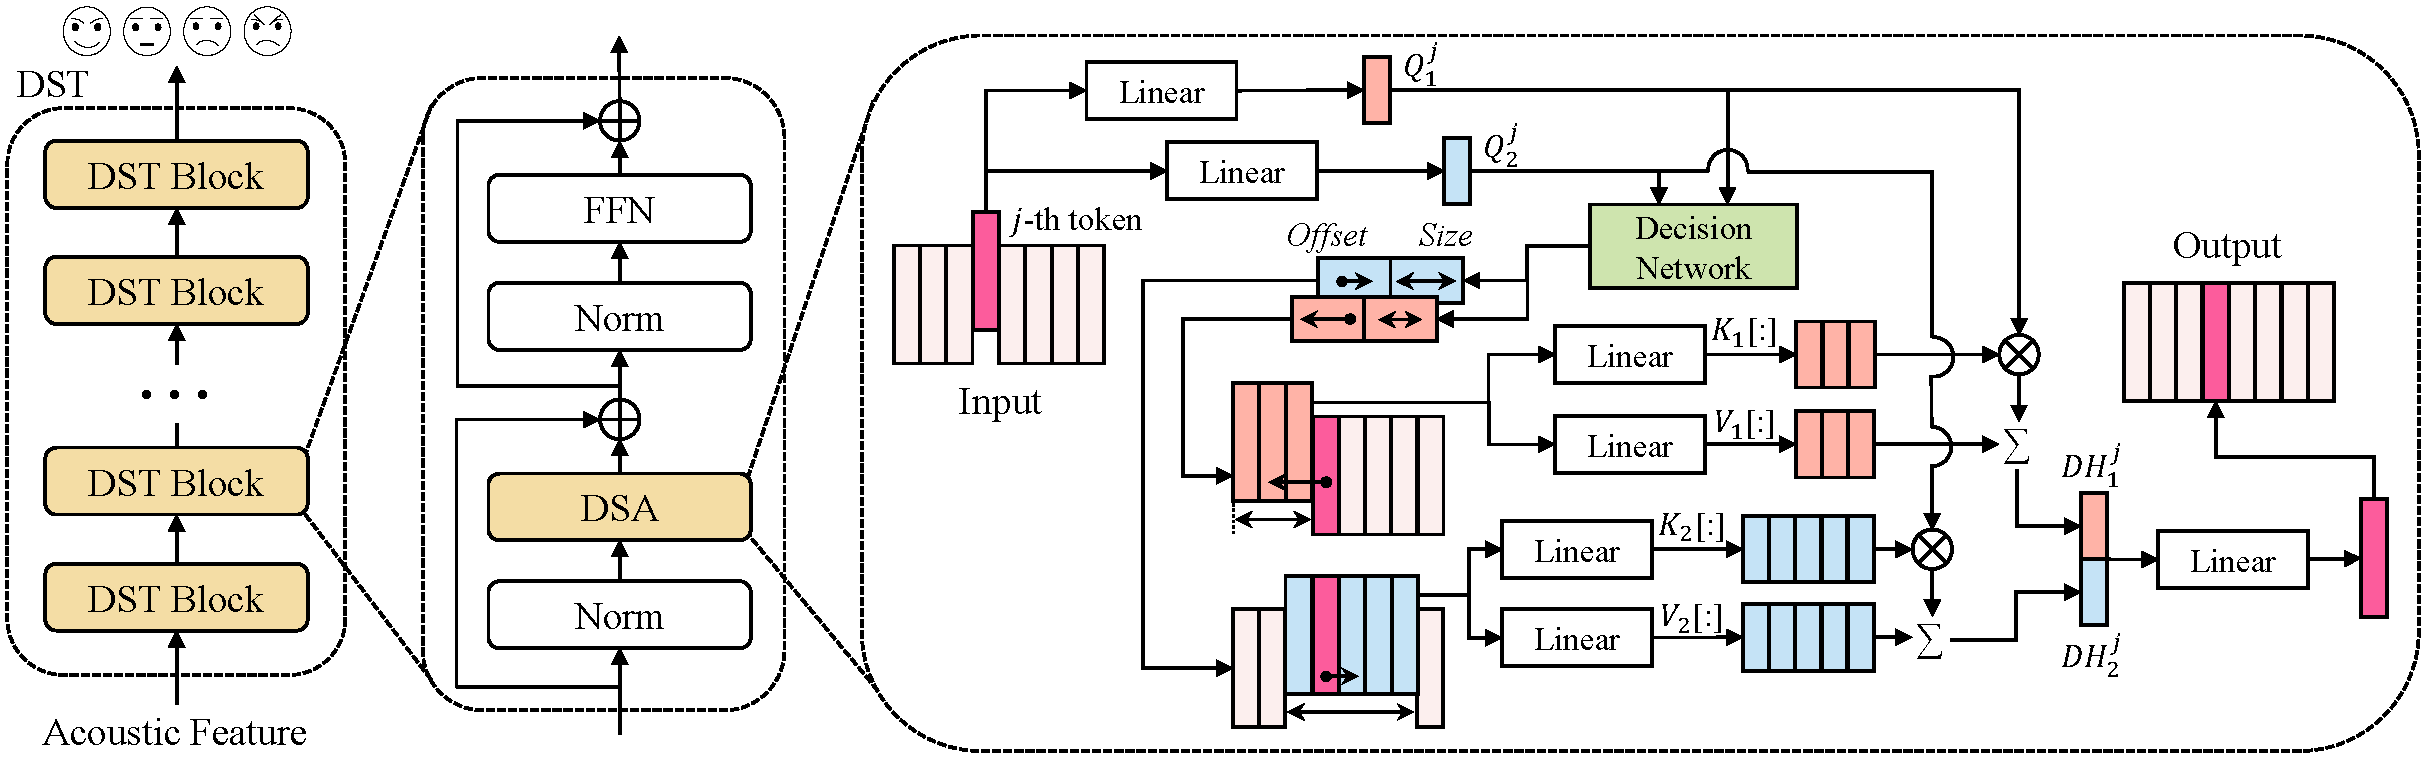 DST
DST Block
DST Block
• • •
DST Block
DST Block
Acoustic Feature
FFN
Norm
DSA
Norm
Linear
Q_1^j
Linear
Q_2^j
j-th token
Input
Offset Size
Decision
Network
Linear
K_1[:]
Linear
V_1[:]
Linear
K_2[:]
Linear
V_2[:]
∑
∑
DH_1^j
DH_2^j
Linear
Output